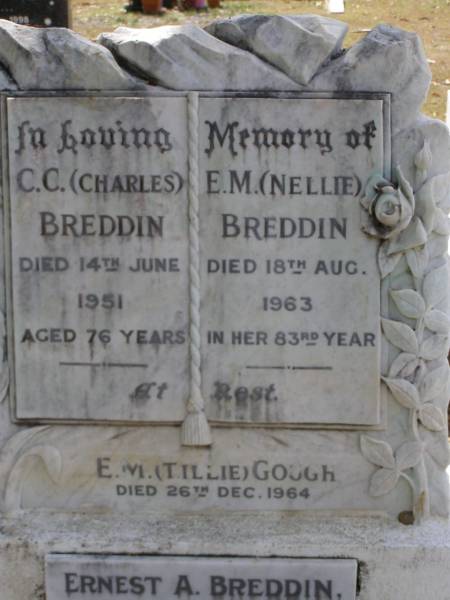 1998
In Loving Memory of
C.C. (CHARLES)
BREDDIN
DIED 14TH JUNE
1951
AGED 76 YEARS
E.M. (NELLIE)
BREDDIN
DIED 18TH AUG.
1963
IN HER 83RD YEAR
At Rest.
E.M. (TILLIE) GOUGH
DIED 26TH DEC. 1964
ERNEST A. BREDDIN.